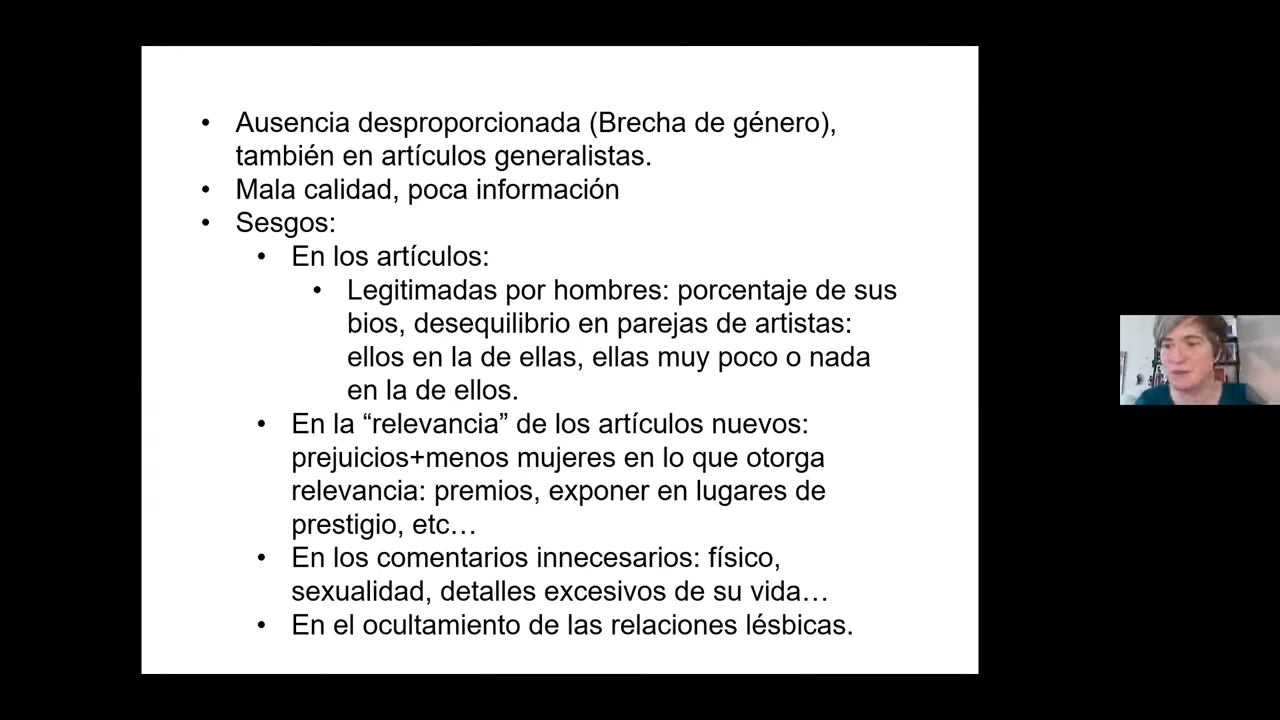 • Ausencia desproporcionada (Brecha de género),
también en artículos generalistas.
• Mala calidad, poca información
• Sesgos:
• En los artículos:
• Legitimadas por hombres: porcentaje de sus
bios, desequilibrio en parejas de artistas:
ellos en la de ellas, ellas muy poco o nada
en la de ellos.
• En la “relevancia” de los artículos nuevos:
prejuicios+menos mujeres en lo que otorga
relevancia: premios, exponer en lugares de
prestigio, etc…
• En los comentarios innecesarios: físico,
sexualidad, detalles excesivos de su vida…
• En el ocultamiento de las relaciones lésbicas.